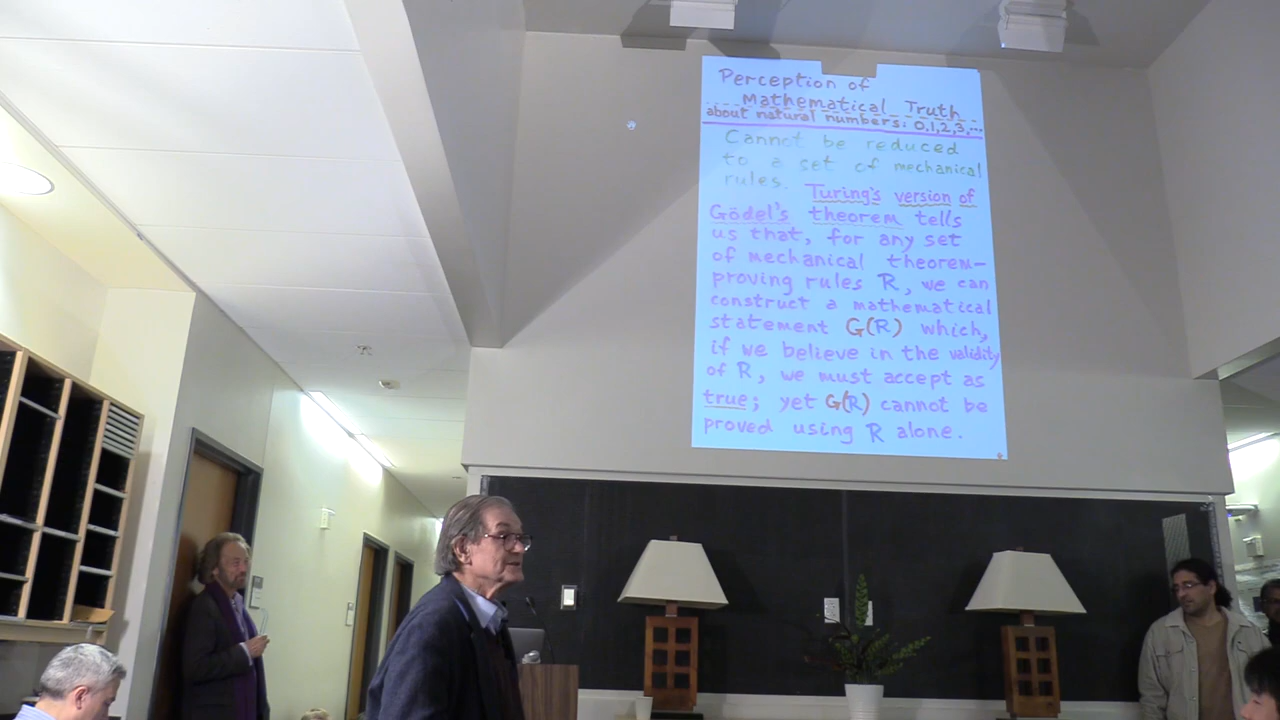 Perception of
Mathematical Truth
about natural numbers: 0,1,2,3,...
Cannot be reduced
to a set of mechanical
rules. Turing's version of
Gödel's theorem tells
us that, for any set
of mechanical theorem-
proving rules R, we can
construct a mathematical
statement G(R) which,
if we believe in the validity
of R, we must accept as
true; yet G(R) cannot be
proved using R alone.